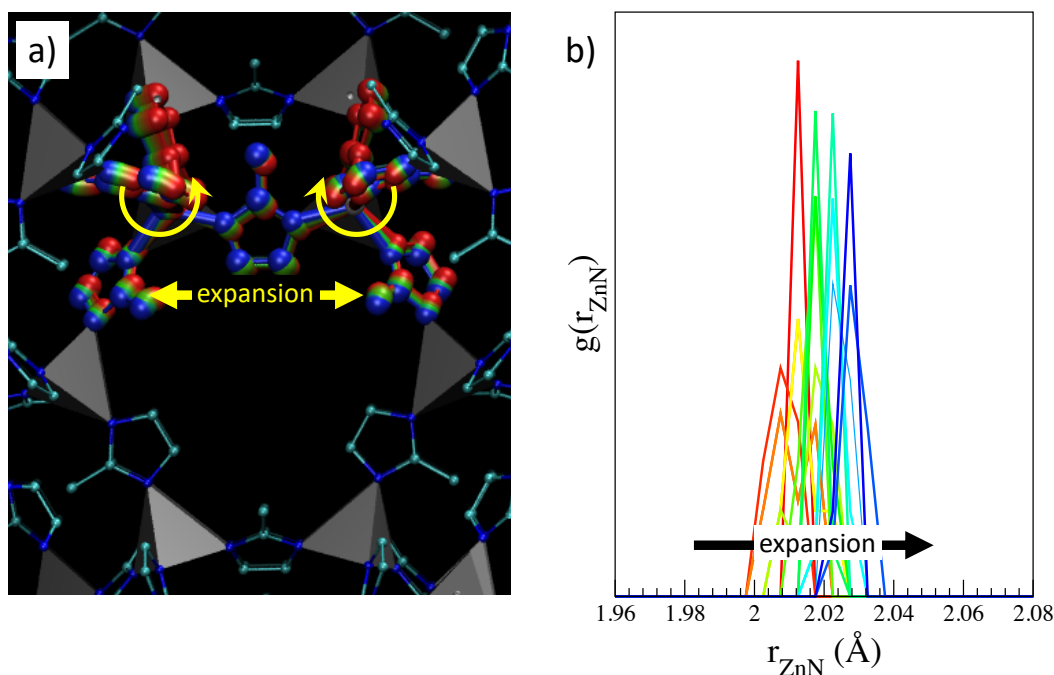 a)
expansion
b)
g(r_ZnN)
expansion
1.96 1.98 2 2.02 2.04 2.06 2.08
r_ZnN (Å)